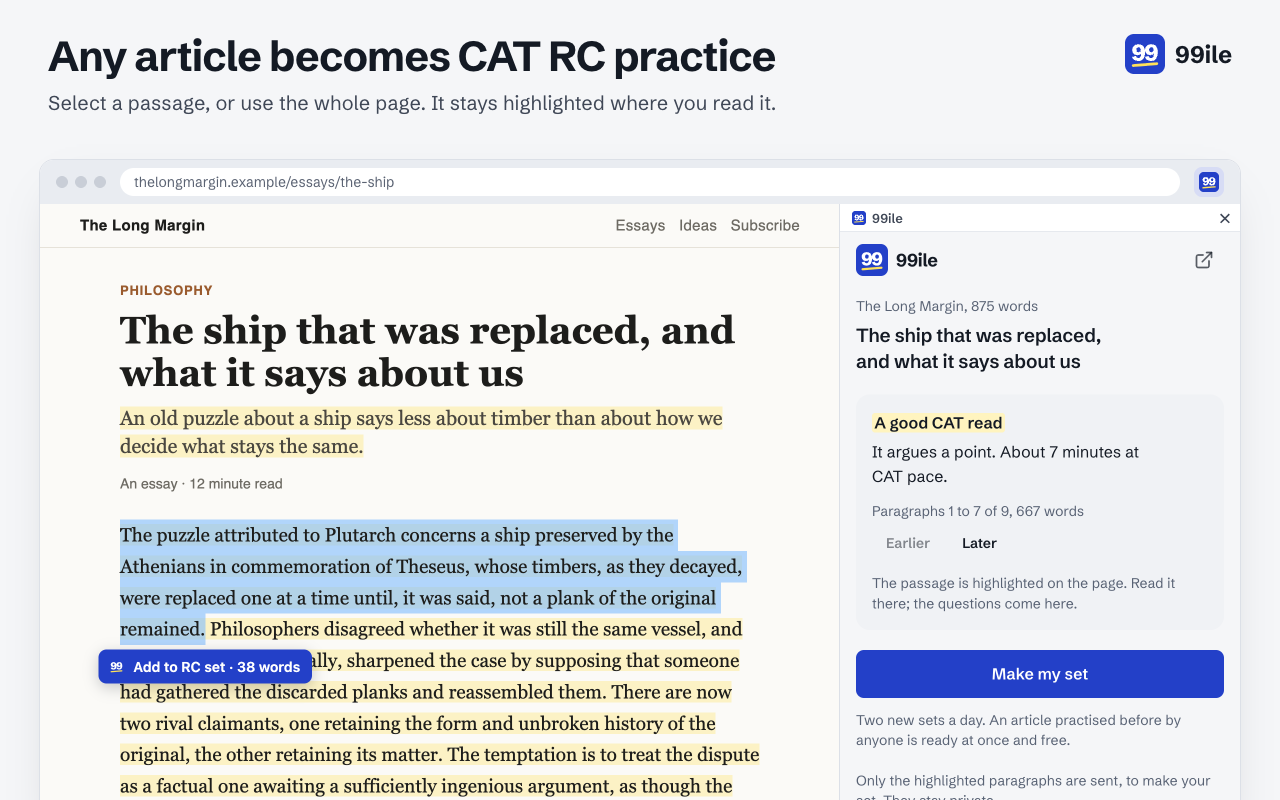 Any article becomes CAT RC practice
Select a passage, or use the whole page. It stays highlighted where you read it.
99 99ile
thelongmargin.example/essays/the-ship
99
The Long Margin
Essays Ideas Subscribe
PHILOSOPHY
The ship that was replaced, and
what it says about us
An old puzzle about a ship says less about timber than about how we
decide what stays the same.
An essay · 12 minute read
The puzzle attributed to Plutarch concerns a ship preserved by the
Athenians in commemoration of Theseus, whose timbers, as they decayed,
were replaced one at a time until, it was said, not a plank of the original
remained. Philosophers disagreed whether it was still the same vessel, and
99 Add to RC set · 38 words
sharpened the case by supposing that someone
had gathered the discarded planks and reassembled them. There are now
two rival claimants, one retaining the form and unbroken history of the
original, the other retaining its matter. The temptation is to treat the dispute
as a factual one awaiting a sufficiently ingenious argument, as though the
99 99ile
99 99ile
The Long Margin, 875 words
The ship that was replaced,
and what it says about us
A good CAT read
It argues a point. About 7 minutes at
CAT pace.
Paragraphs 1 to 7 of 9, 667 words
Earlier Later
The passage is highlighted on the page. Read it
there; the questions come here.
Make my set
Two new sets a day. An article practised before by
anyone is ready at once and free.
Only the highlighted paragraphs are sent, to make your
set. They stay private.